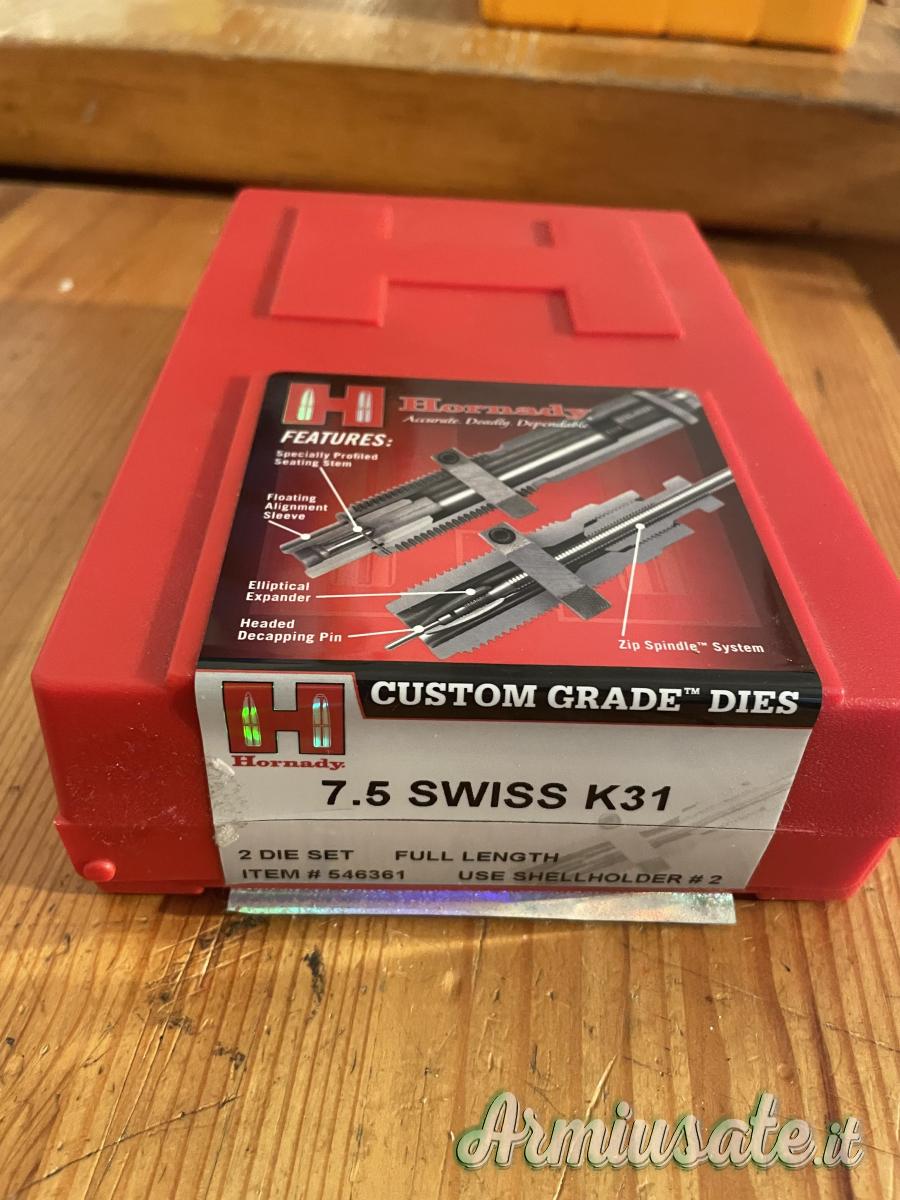 Hornady
Accurate. Deadly. Dependable.
FEATURES:
Specially Profiled
Seating Stem
Floating
Alignment
Sleeve
Elliptical
Expander
Headed
Decapping Pin
Zip Spindle™ System
CUSTOM GRADE™ DIES
Hornady
7.5 SWISS K31
2 DIE SET FULL LENGTH
ITEM # 546361 USE SHELLHOLDER # 2
Armiusate.it